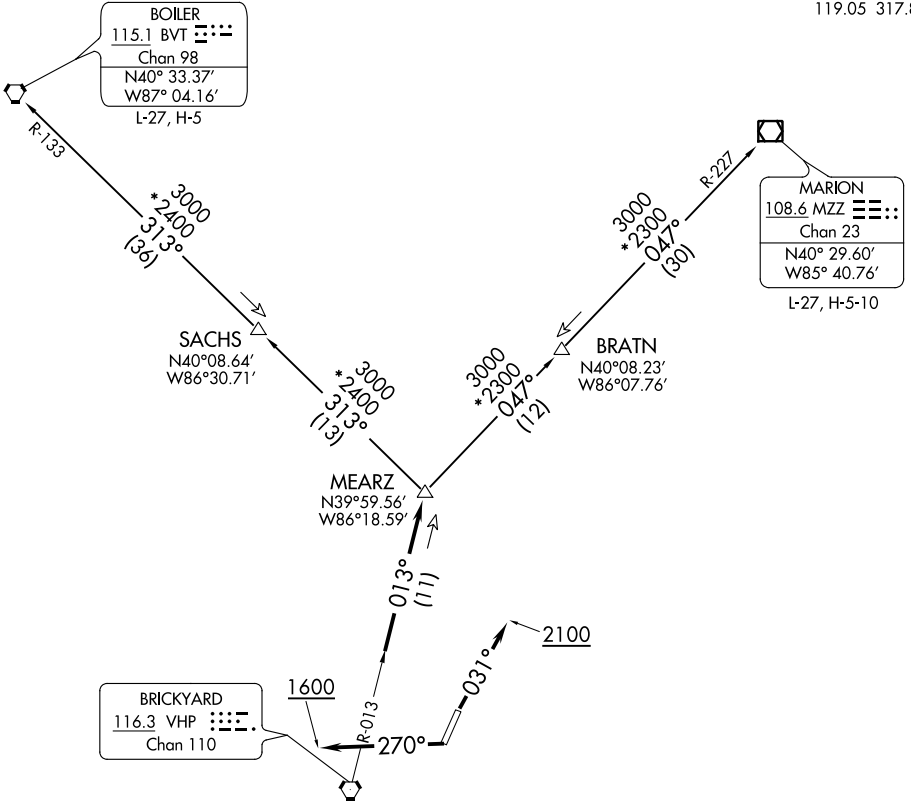 119.05 317.8
BOILER
115.1 BVT
Chan 98
N40° 33.37′
W87° 04.16′
L-27, H-5
R-133
3000
*2400
313°
(36)
R-227
3000
*2300
047°
(30)
MARION
108.6 MZZ
Chan 23
N40° 29.60′
W85° 40.76′
L-27, H-5-10
SACHS
N40°08.64′
W86°30.71′
BRATN
N40°08.23′
W86°07.76′
3000
*2400
313°
(13)
3000
*2300
047°
(12)
MEARZ
N39°59.56′
W86°18.59′
013°
(11)
2100
031°
BRICKYARD
116.3 VHP
Chan 110
1600
R-013
270°